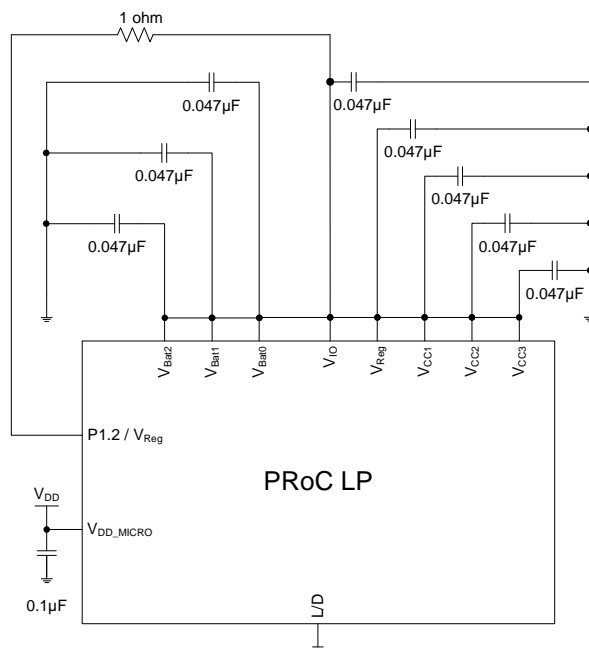 1 ohm
0.047µF
0.047µF
0.047µF
0.047µF
0.047µF
0.047µF
0.047µF
0.047µF
VBat2
VBat1
VBat0
VIO
VReg
VCC1
VCC2
VCC3
P1.2 / VReg
PRoC LP
VDD
VDD_MICRO
0.1µF
L/D